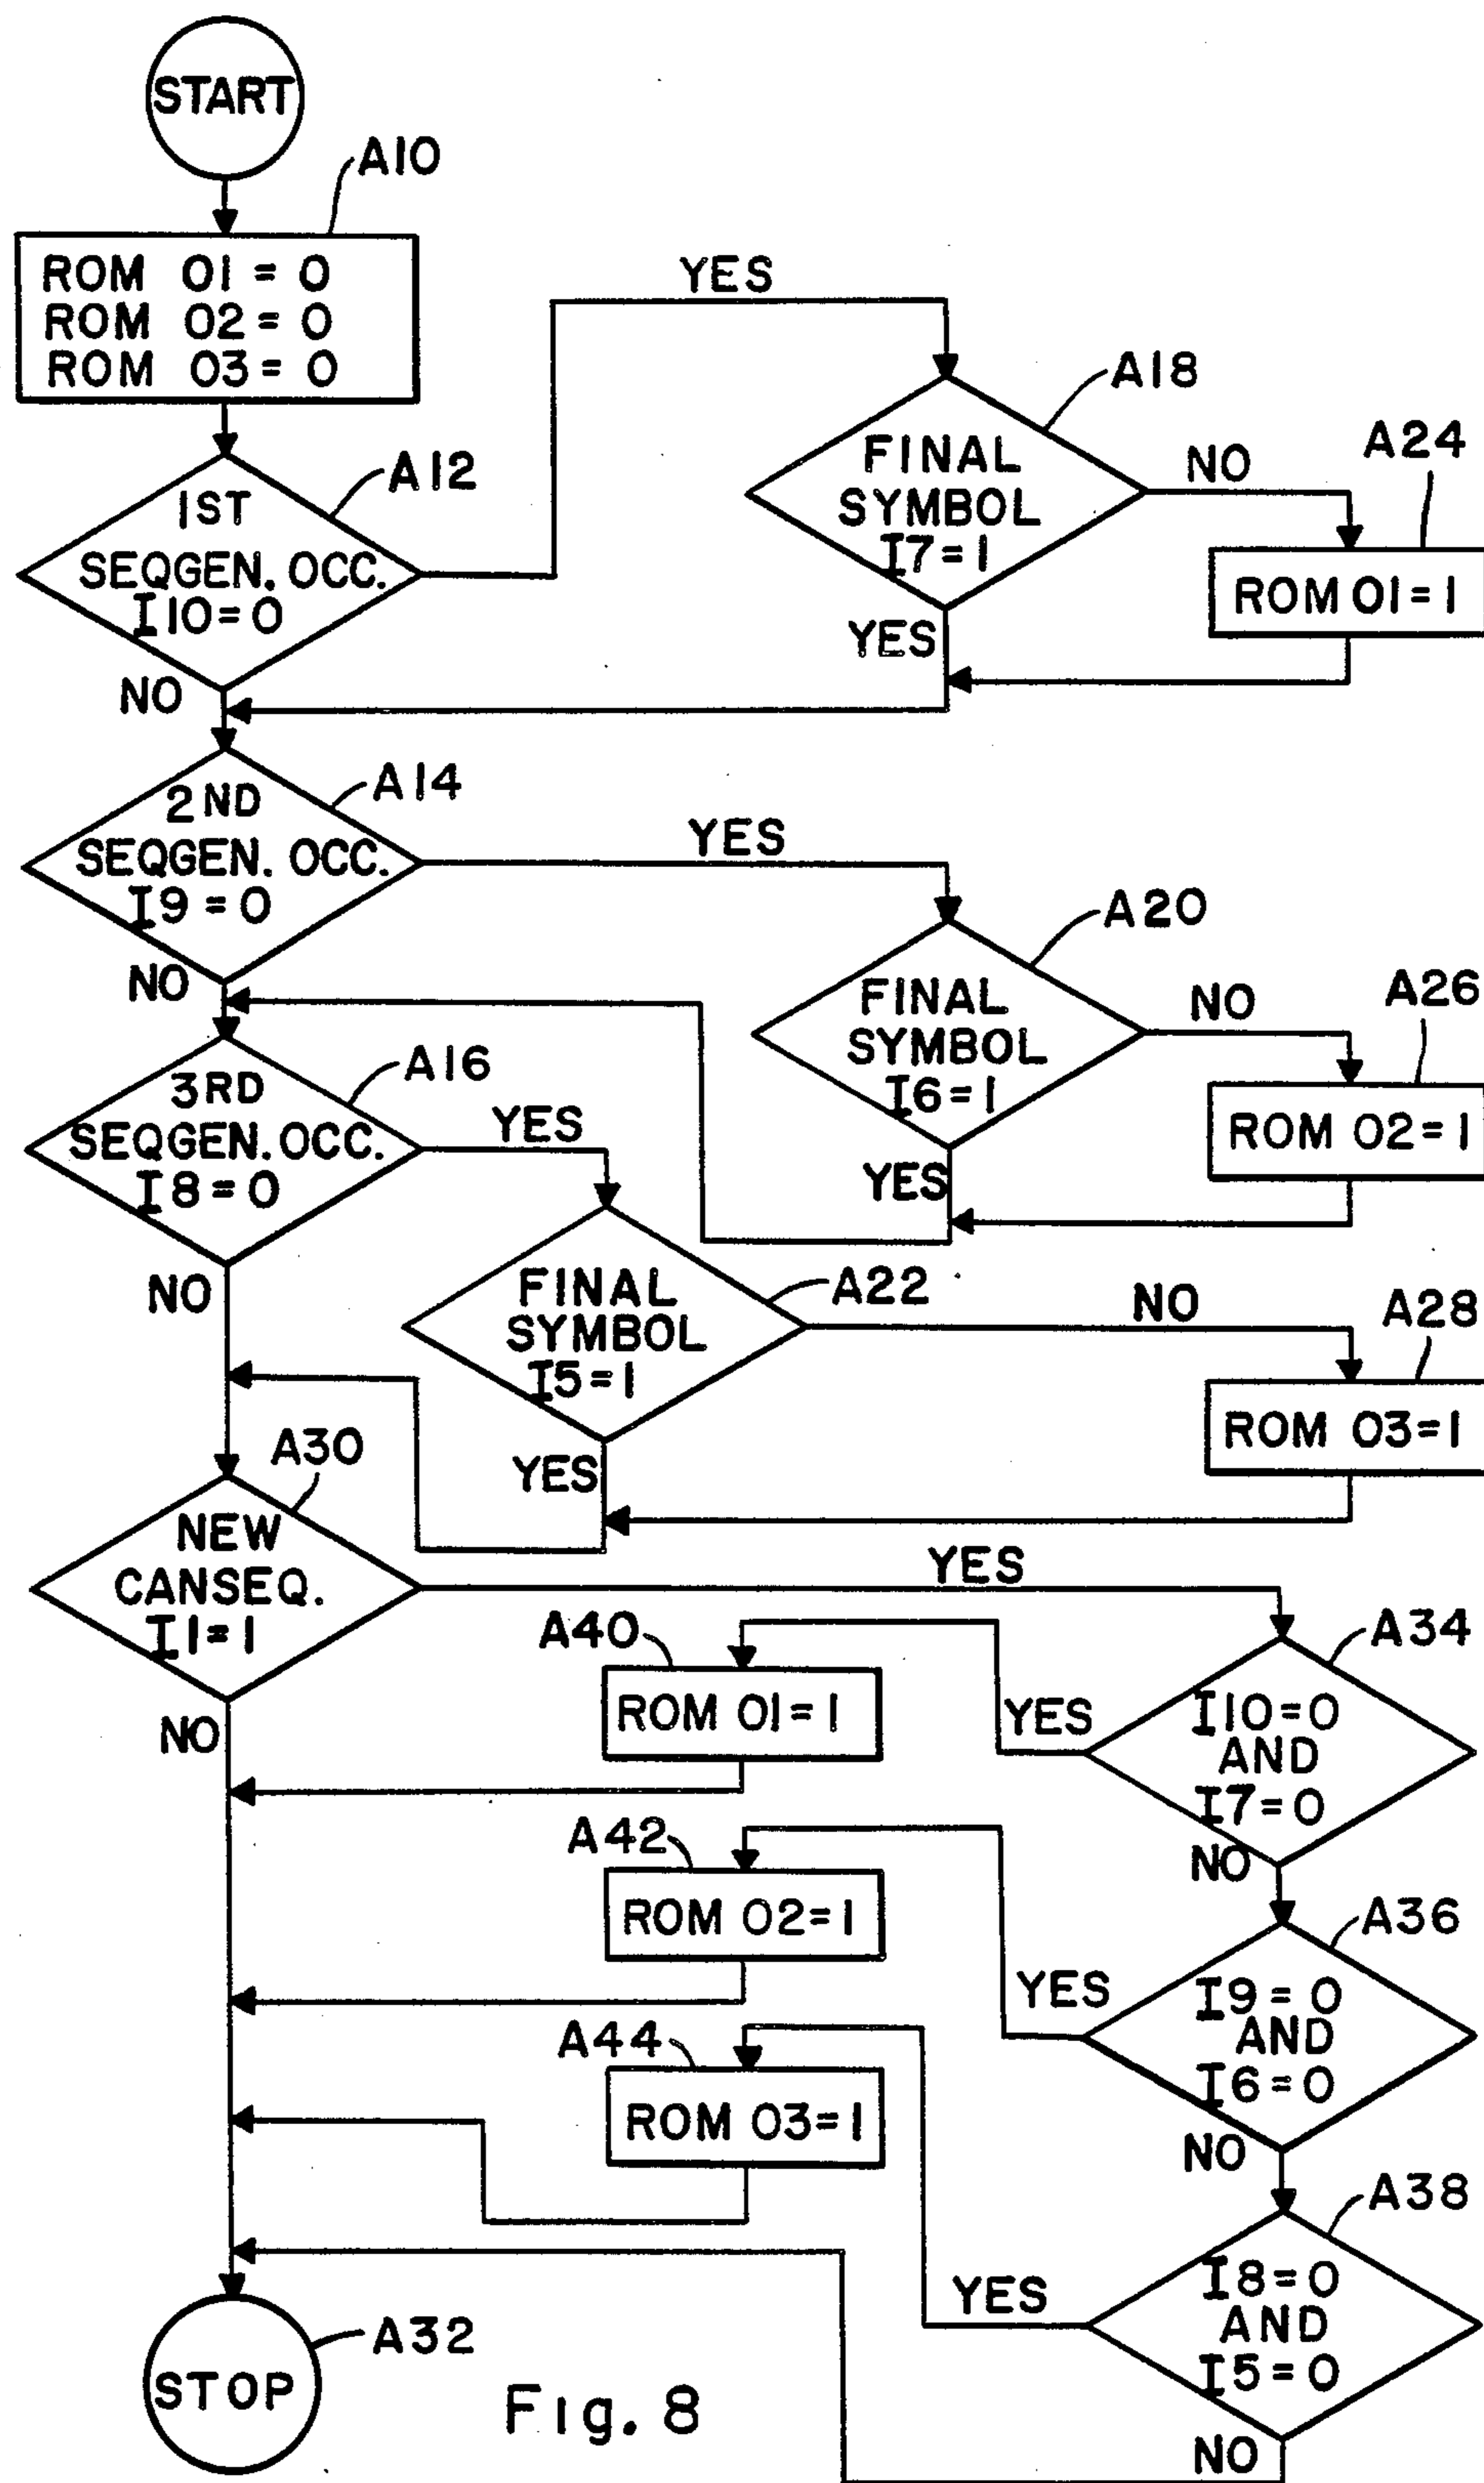 START
A10
ROM 01 = 0
ROM 02 = 0
ROM 03 = 0
YES
A12
1ST
SEQGEN. OCC.
I10=0
NO
A18
FINAL
SYMBOL
I7=1
NO
YES
A24
ROM 01=1
A14
2ND
SEQGEN. OCC.
I9=0
NO
YES
A20
FINAL
SYMBOL
I6=1
NO
YES
A26
ROM 02=1
A16
3RD
SEQGEN. OCC.
I8=0
NO
YES
A22
FINAL
SYMBOL
I5=1
YES
NO
A28
ROM 03=1
A30
NEW
CANSEQ.
I1=1
NO
YES
A34
I10=0
AND
I7=0
YES
NO
A40
ROM 01=1
A36
I9=0
AND
I6=0
YES
NO
A42
ROM 02=1
A38
I8=0
AND
I5=0
YES
NO
A44
ROM 03=1
A32
STOP
Fig. 8